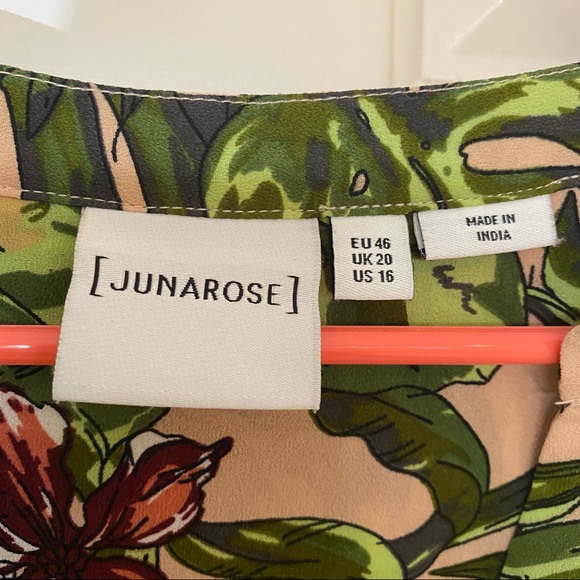 [JUNAROSE]
EU 46
UK 20
US 16
MADE IN
INDIA